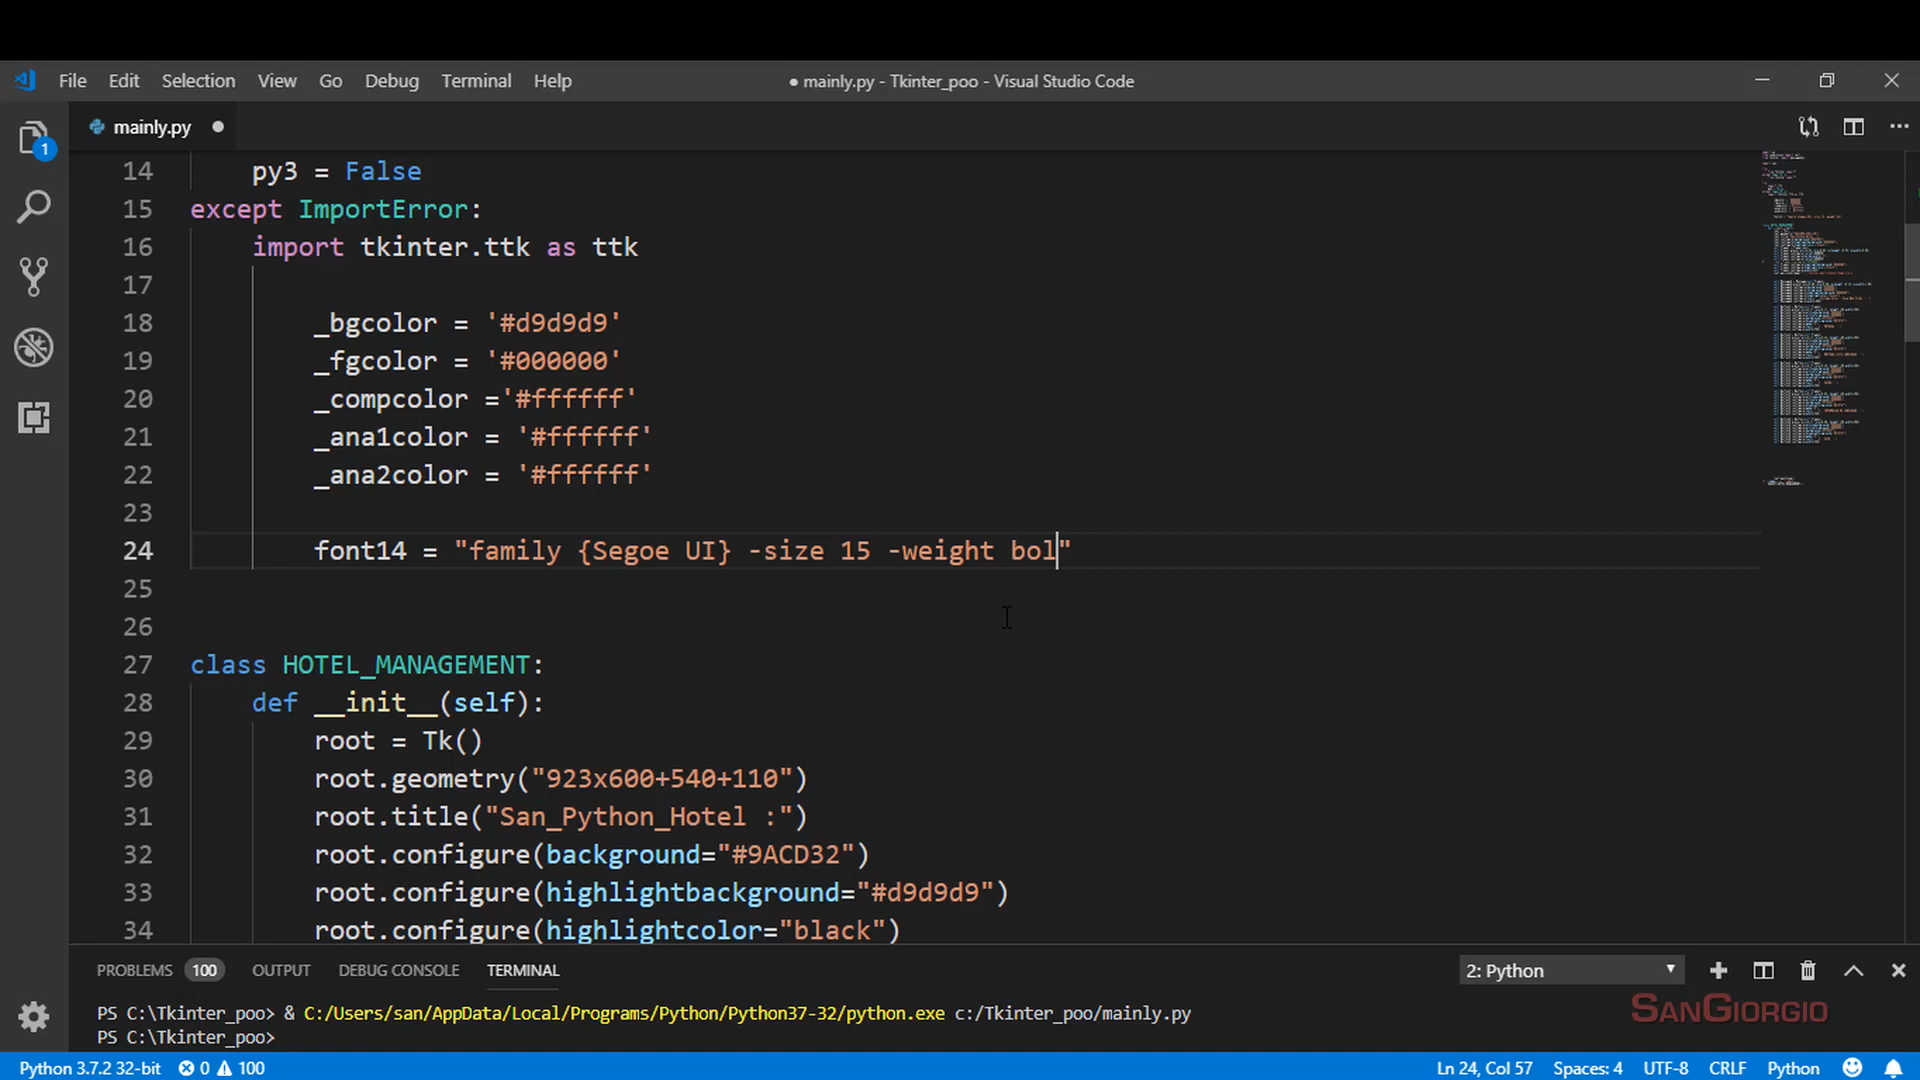 File Edit Selection View Go Debug Terminal Help ● mainly.py - Tkinter_poo - Visual Studio Code
mainly.py ●
1
14 py3 = False
15 except ImportError:
16 import tkinter.ttk as ttk
17
18 _bgcolor = '#d9d9d9'
19 _fgcolor = '#000000'
20 _compcolor ='#ffffff'
21 _ana1color = '#ffffff'
22 _ana2color = '#ffffff'
23
24 font14 = "family {Segoe UI} -size 15 -weight bol"
25
26
27 class HOTEL_MANAGEMENT:
28 def __init__(self):
29 root = Tk()
30 root.geometry("923x600+540+110")
31 root.title("San_Python_Hotel :")
32 root.configure(background="#9ACD32")
33 root.configure(highlightbackground="#d9d9d9")
34 root.configure(highlightcolor="black")
PROBLEMS 100 OUTPUT DEBUG CONSOLE TERMINAL 2: Python
PS C:\Tkinter_poo> & C:/Users/san/AppData/Local/Programs/Python/Python37-32/python.exe c:/Tkinter_poo/mainly.py
PS C:\Tkinter_poo>
SANGIORGIO
Python 3.7.2 32-bit 0 100 Ln 24, Col 57 Spaces: 4 UTF-8 CRLF Python